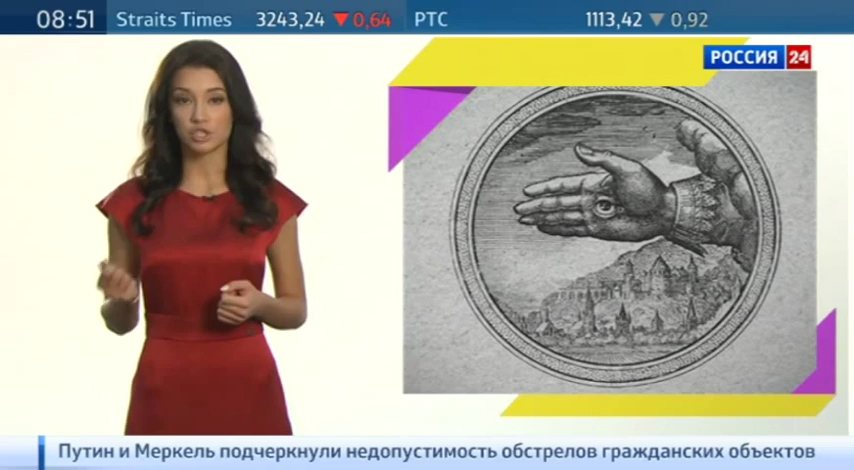 08:51 Straits Times 3243,24 ▼0,64 РТС 1113,42 ▼0,92
РОССИЯ 24
Путин и Меркель подчеркнули недопустимость обстрелов гражданских объектов